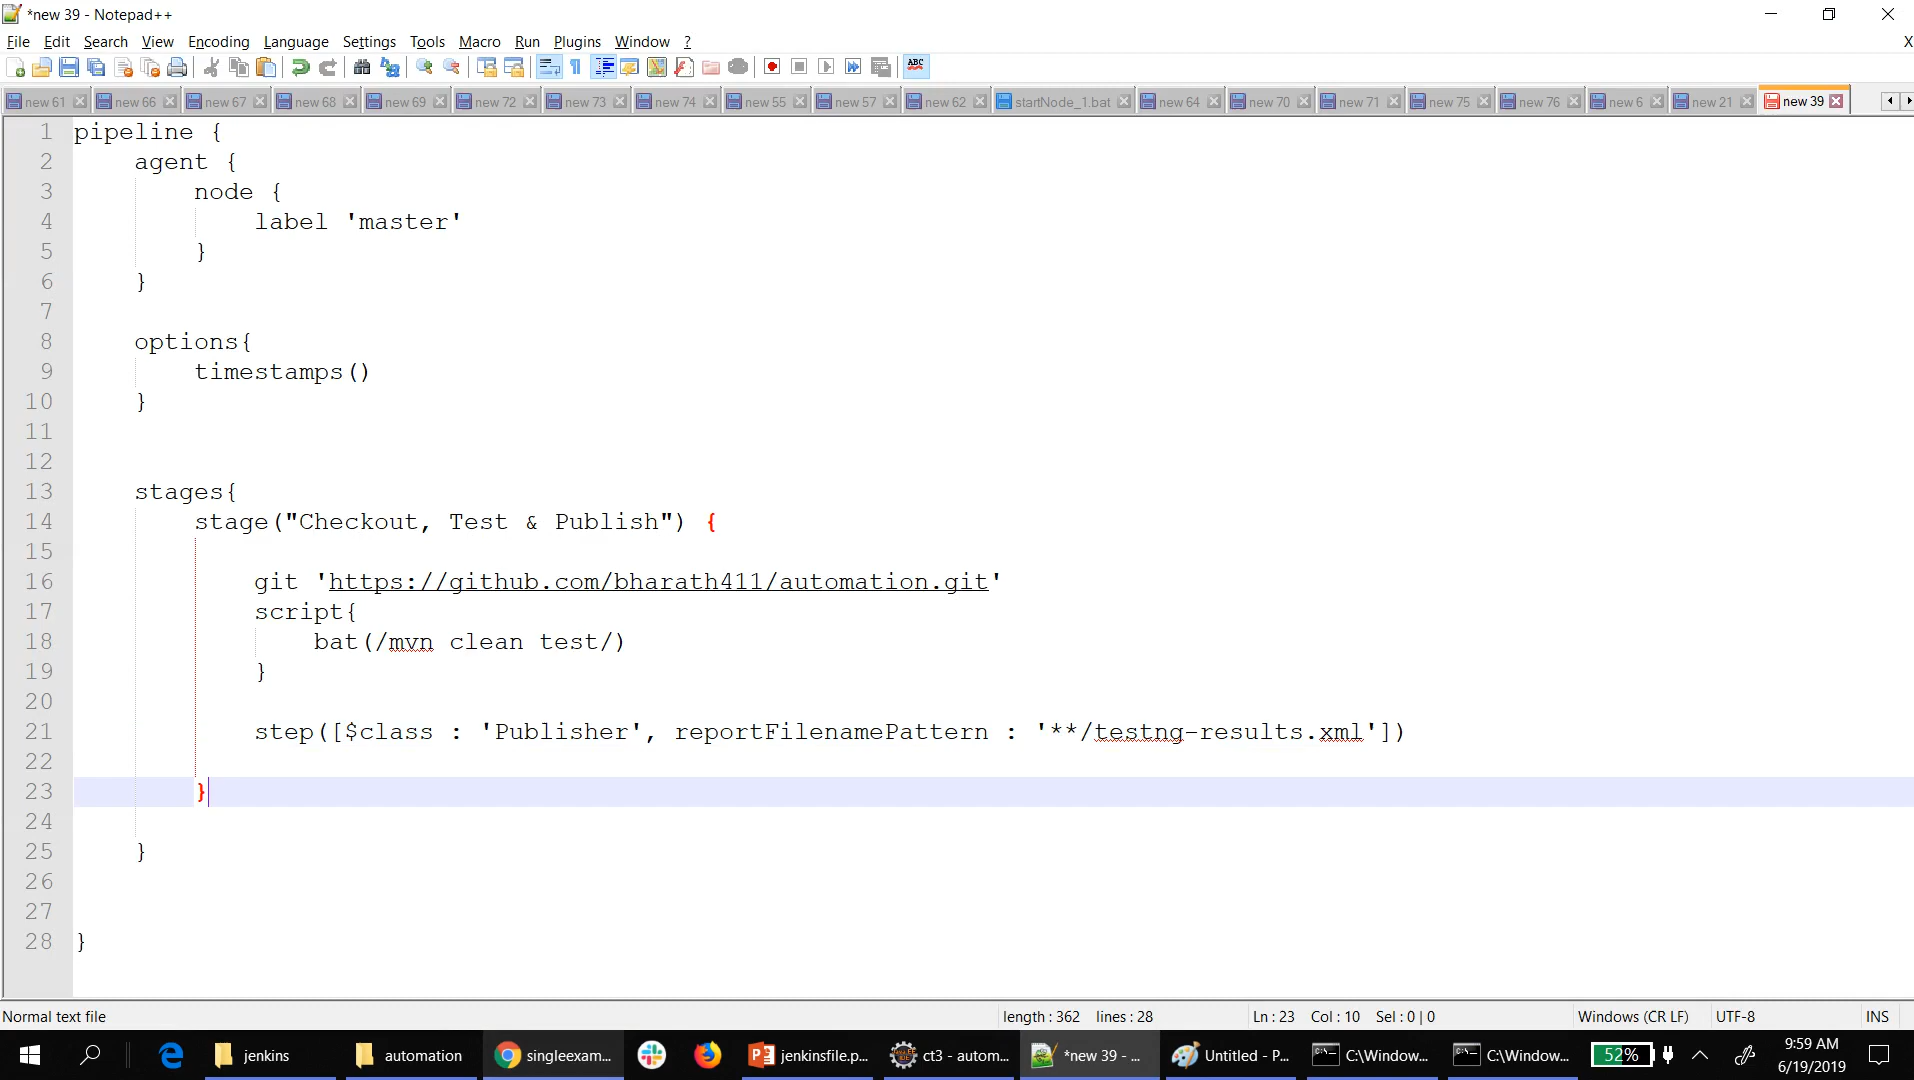 *new 39 - Notepad++
File Edit Search View Encoding Language Settings Tools Macro Run Plugins Window ? X
ABC
new 61 new 66 new 67 new 68 new 69 new 72 new 73 new 74 new 55 new 57 new 62 startNode_1.bat new 64 new 70 new 71 new 75 new 76 new 6 new 21 new 39
1 pipeline {
2 agent {
3 node {
4 label 'master'
5 }
6 }
7
8 options{
9 timestamps()
10 }
11
12
13 stages{
14 stage("Checkout, Test & Publish") {
15
16 git 'https://github.com/bharath411/automation.git'
17 script{
18 bat(/mvn clean test/)
19 }
20
21 step([$class : 'Publisher', reportFilenamePattern : '**/testng-results.xml'])
22
23 }
24
25 }
26
27
28 }
Normal text file length : 362 lines : 28 Ln : 23 Col : 10 Sel : 0 | 0 Windows (CR LF) UTF-8 INS
jenkins automation singleexam... jenkinsfile.p... ct3 - autom... *new 39 - ... Untitled - P... C:\Window... C:\Window... 52% 9:59 AM
6/19/2019